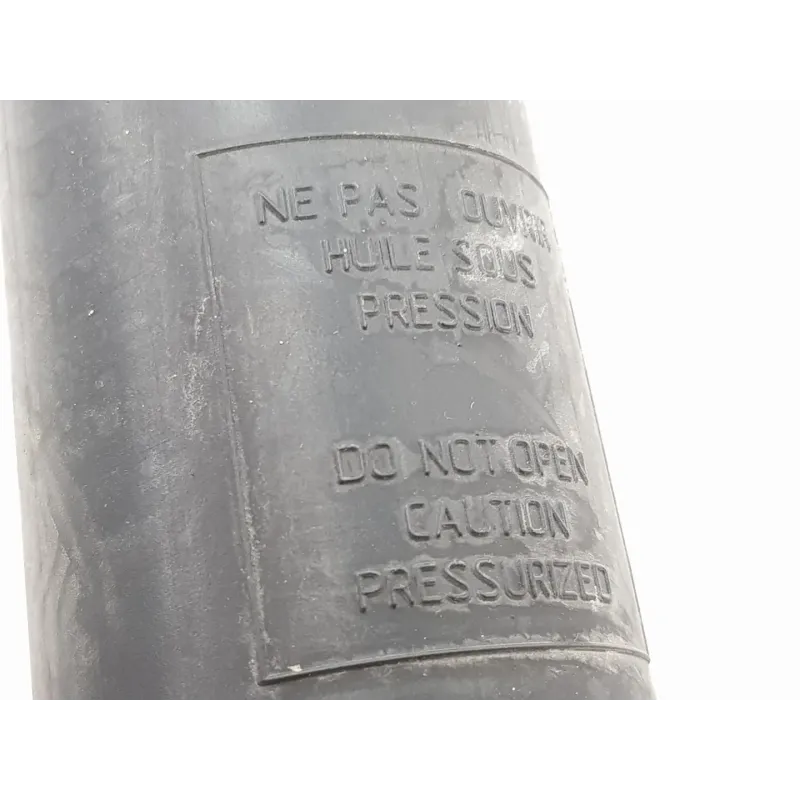 NE PAS OUVRIR
HUILE SOUS
PRESSION
DO NOT OPEN
CAUTION
PRESSURIZED